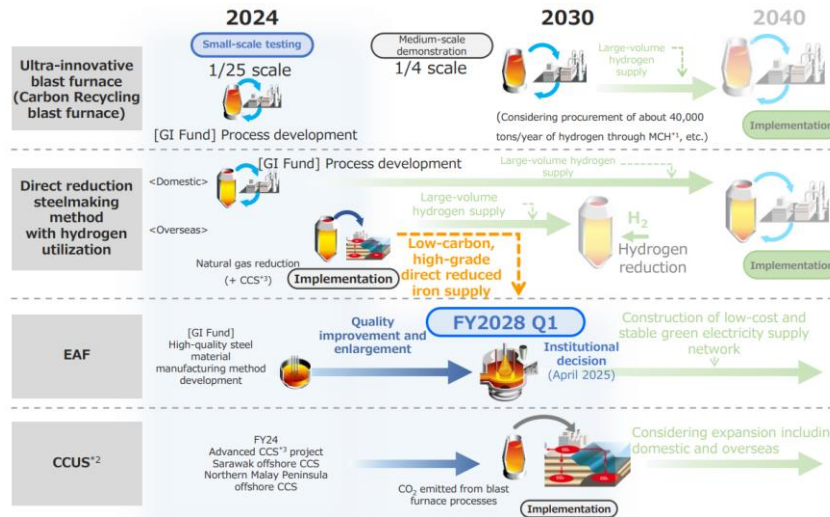 2024
2030
2040
Ultra-innovative
blast furnace
(Carbon Recycling
blast furnace)
Small-scale testing
1/25 scale
[GI Fund] Process development
Medium-scale
demonstration
1/4 scale
(Considering procurement of about 40,000
tons/year of hydrogen through MCH*1, etc.)
Large-volume
hydrogen
supply
Implementation
Direct reduction
steelmaking
method
with hydrogen
utilization
[GI Fund] Process development
<Domestic>
Large-volume hydrogen
supply
<Overseas>
Large-volume
hydrogen supply
Natural gas reduction
(+ CCS*3)
Implementation
Low-carbon,
high-grade
direct reduced
iron supply
H2
Hydrogen
reduction
Implementation
EAF
[GI Fund]
High-quality steel
material
manufacturing method
development
Quality
improvement and
enlargement
FY2028 Q1
Institutional
decision
(April 2025)
Construction of low-cost and
stable green electricity supply
network
CCUS*2
FY24
Advanced CCS*3 project
Sarawak offshore CCS
Northern Malay Peninsula
offshore CCS
CO2 emitted from blast
furnace processes
Implementation
Considering expansion including
domestic and overseas